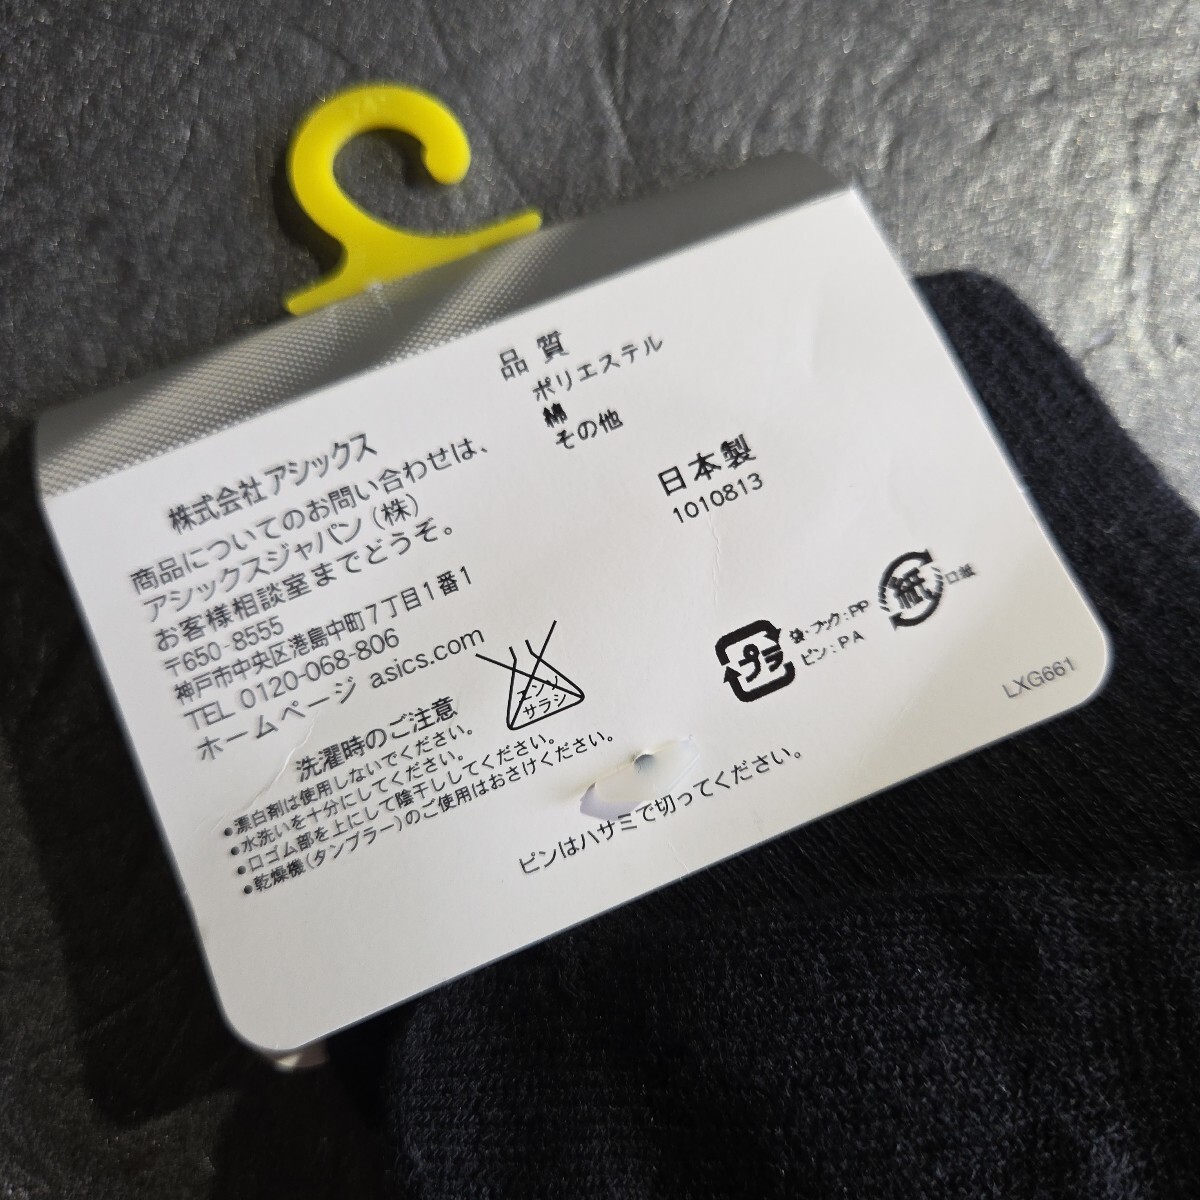 品質
ポリエステル
綿
その他
日本製
1010813
株式会社アシックス
商品についてのお問い合わせは、
アシックスジャパン(株)
お客様相談室までどうぞ。
〒650-8555
神戸市中央区港島中町7丁目1番1
TEL 0120-068-806
ホームページ asics.com
洗濯時のご注意
●漂白剤は使用しないでください。
●水洗いを十分にしてください。
●口ゴム部を上にして陰干ししてください。
●乾燥機(タンブラー)のご使用はおさけください。
エンソ
サラシ
プラ
袋・フック:PP
ピン:PA
紙
口紙
LXG661
ピンはハサミで切ってください。